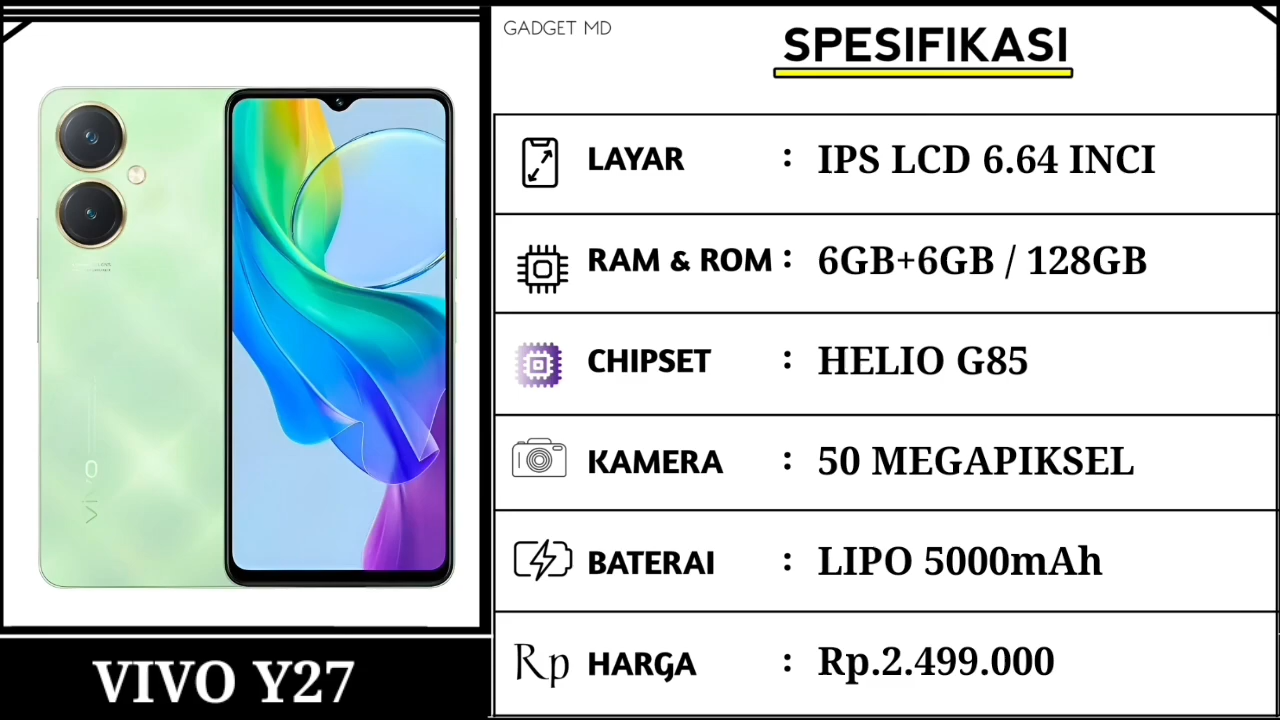 GADGET MD
SPESIFIKASI
LAYAR : IPS LCD 6.64 INCI
RAM & ROM : 6GB+6GB / 128GB
CHIPSET : HELIO G85
KAMERA : 50 MEGAPIKSEL
BATERAI : LIPO 5000mAh
Rp HARGA : Rp.2.499.000
vivo
VIVO Y27